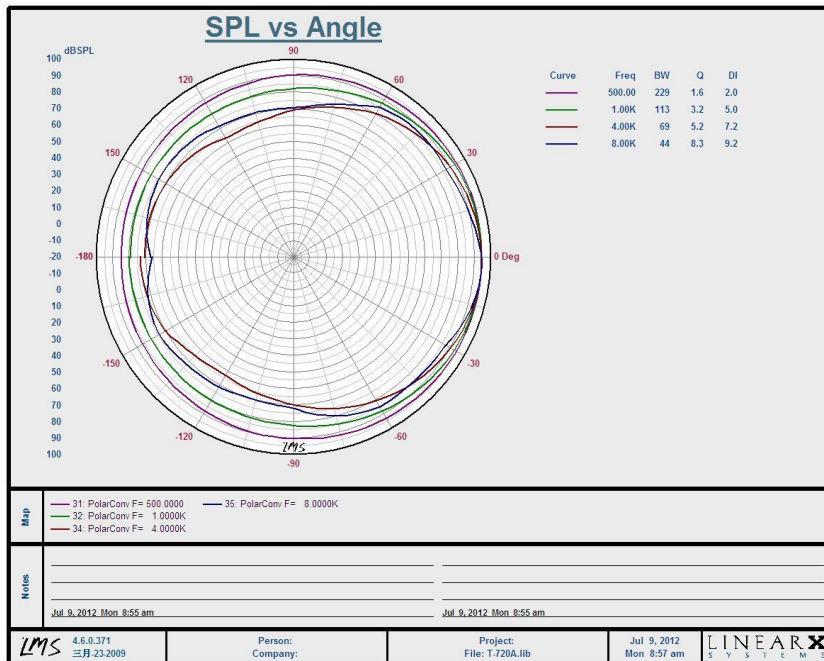 SPL vs Angle
dBSPL
100
90
80
70
60
50
40
30
20
10
0
-10
-20
-10
0
10
20
30
40
50
60
70
80
90
100
90
120
60
150
30
-180
0 Deg
-150
-30
-120
-60
-90
LMS
Curve Freq BW Q DI
500.00 229 1.6 2.0
1.00K 113 3.2 5.0
4.00K 69 5.2 7.2
8.00K 44 8.3 9.2
Map
31: PolarConv F= 500.0000 35: PolarConv F= 8.0000K
32: PolarConv F= 1.0000K
34: PolarConv F= 4.0000K
Notes
Jul 9, 2012 Mon 8:55 am Jul 9, 2012 Mon 8:55 am
LMS
4.6.0.371
三月-23-2009
Person:
Company:
Project:
File: T-720A.lib
Jul 9, 2012
Mon 8:57 am
LINEARX
SYSTEMS